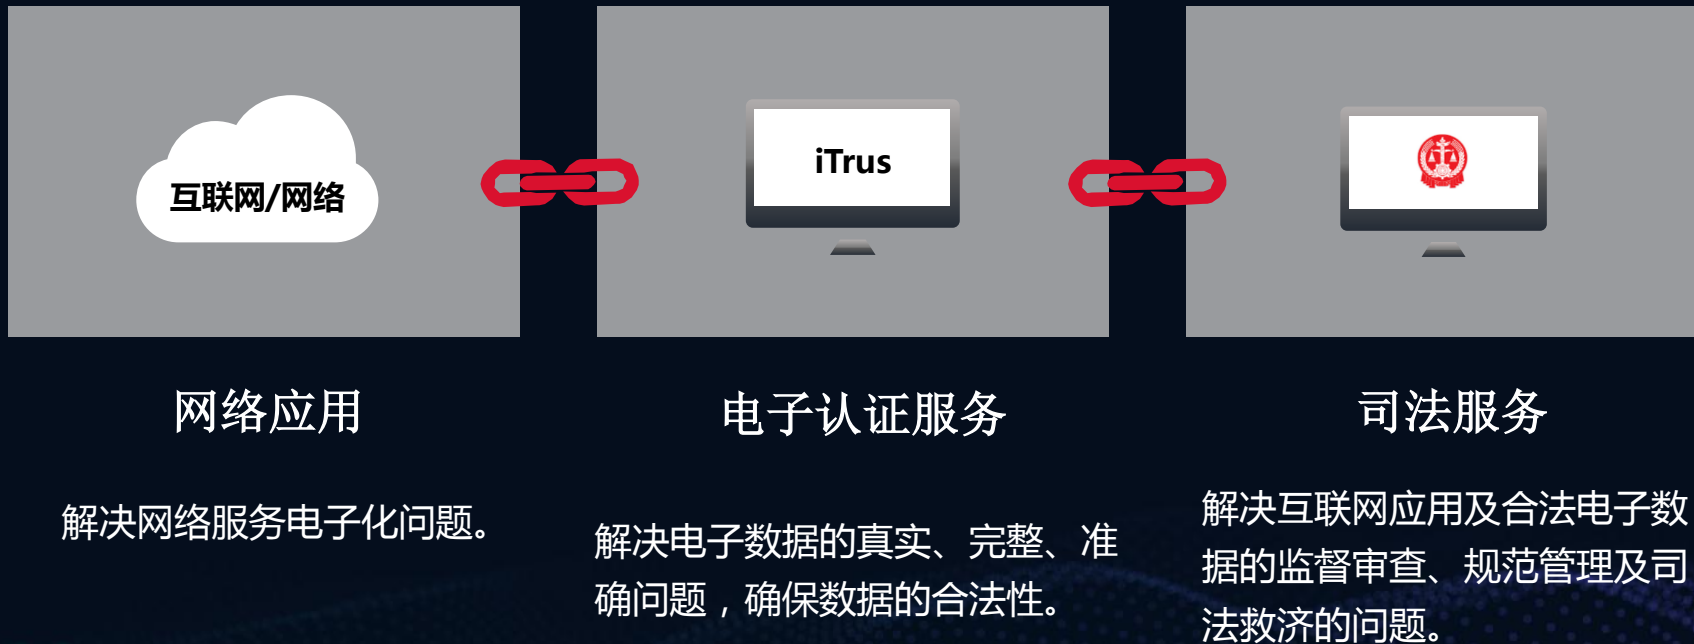 互联网/网络
iTrus
网络应用
电子认证服务
司法服务
解决网络服务电子化问题。
解决电子数据的真实、完整、准
确问题，确保数据的合法性。
解决互联网应用及合法电子数
据的监督审查、规范管理及司
法救济的问题。